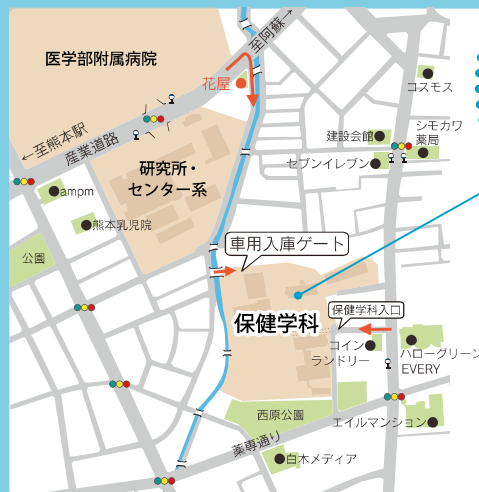 医学部附属病院
至阿蘇→
花屋
コスモス
建設会館
シモカワ
薬局
セブンイレブン
←至熊本駅
産業道路
研究所・
センター系
ampm
熊本乳児院
公園
車用入庫ゲート
保健学科
保健学科入口
コイン
ランドリー
ハローグリーン
EVERY
西原公園
エイルマンション
薬専通り
白木メディア